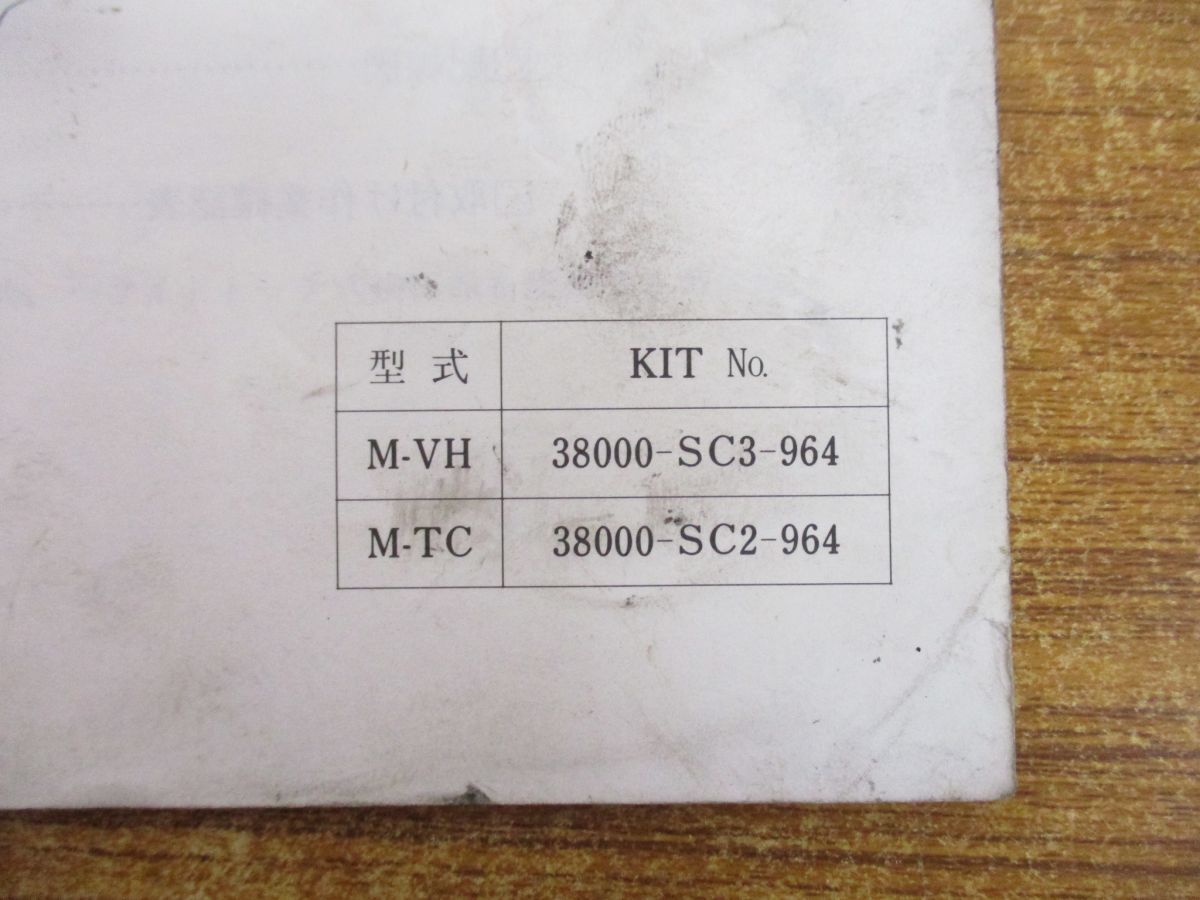 型式 KIT No.
M-VH 38000-SC3-964
M-TC 38000-SC2-964